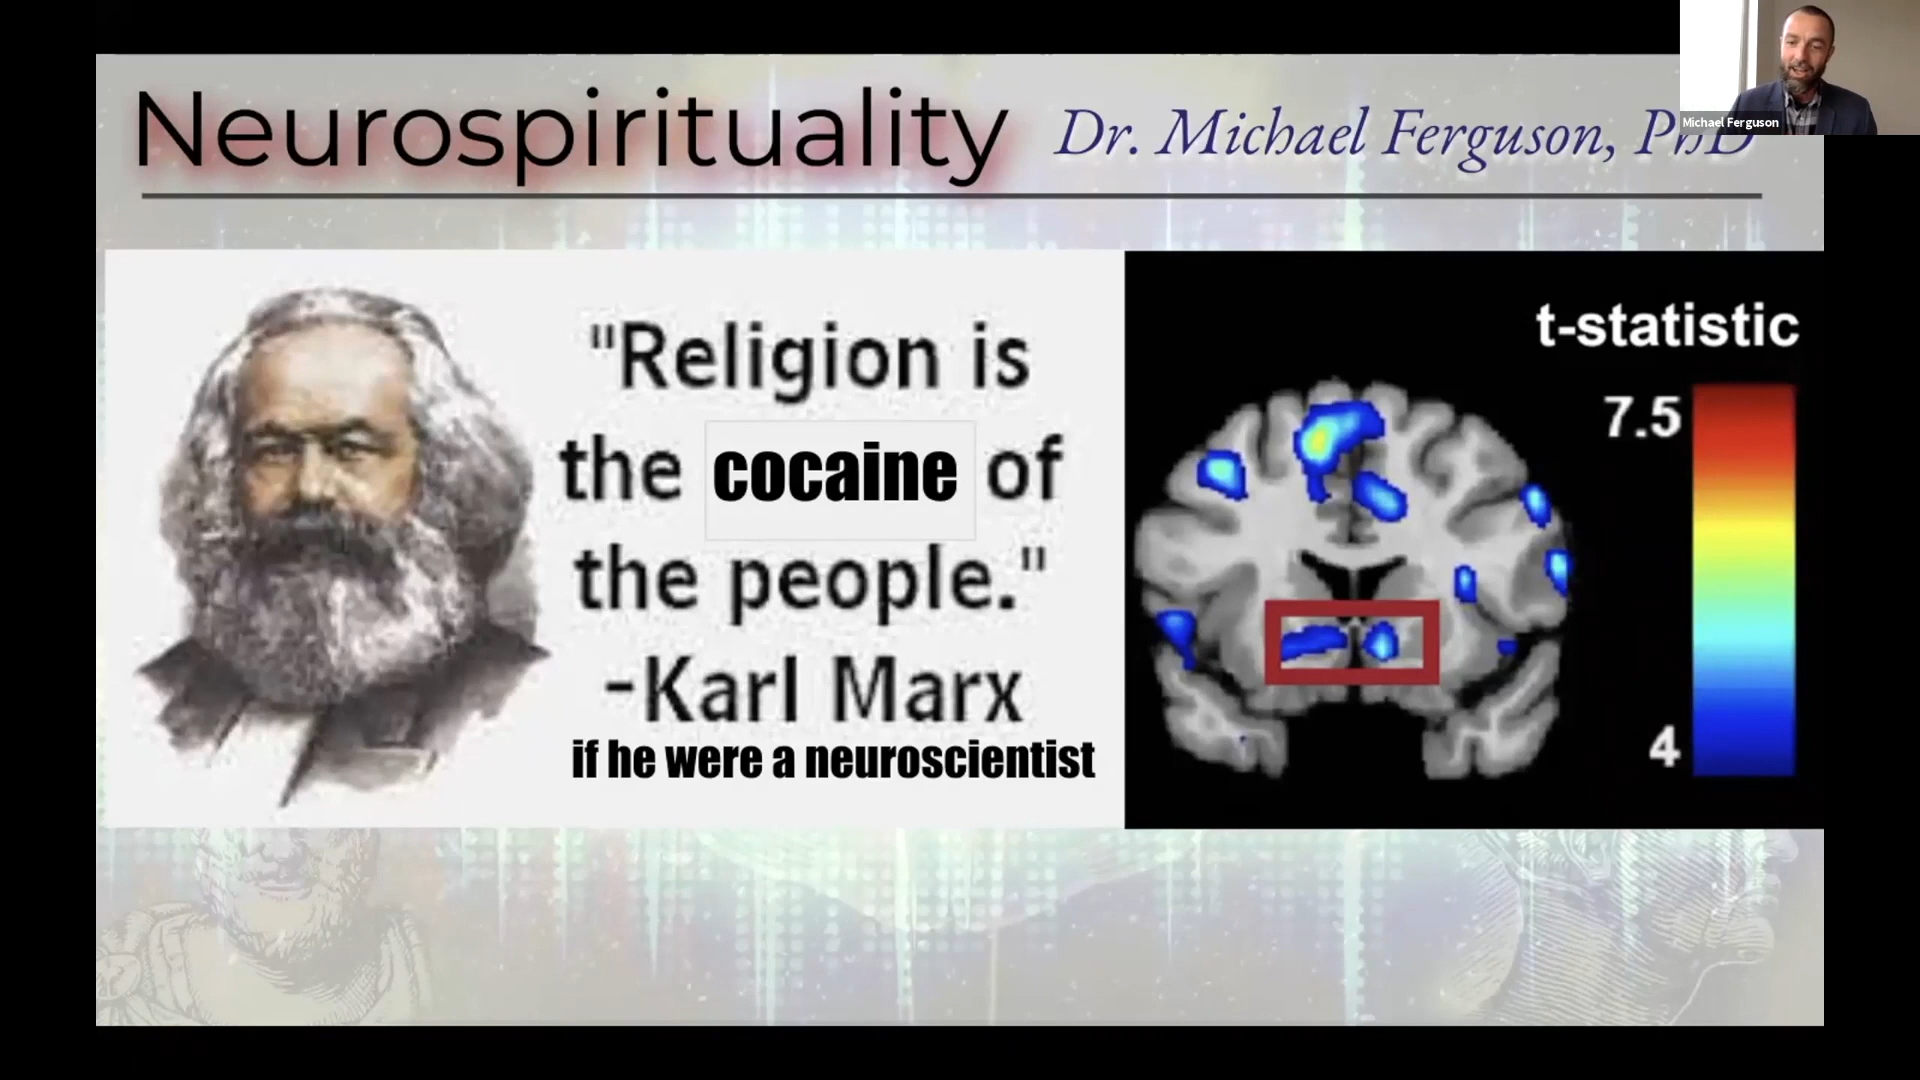 Neurospirituality Dr. Michael Ferguson, PhD
Michael Ferguson
"Religion is
the cocaine of
the people."
-Karl Marx
if he were a neuroscientist
t-statistic
7.5
4